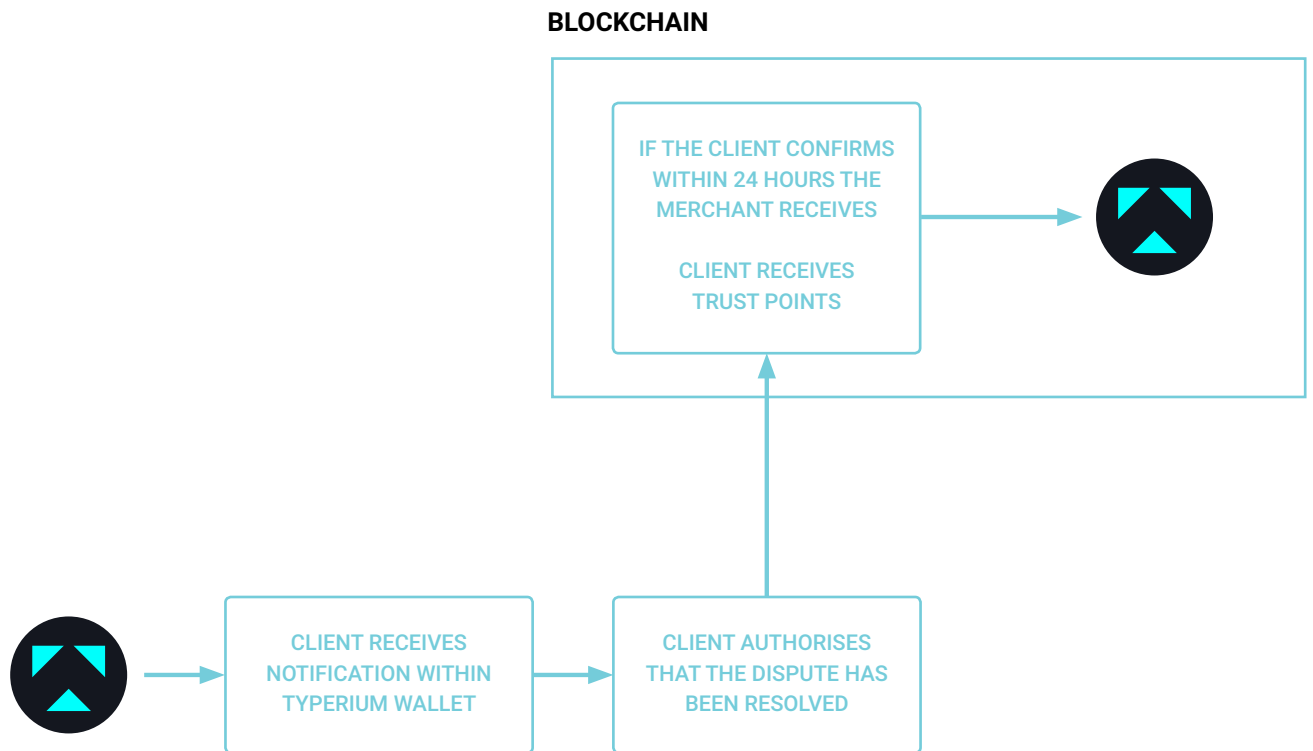 BLOCKCHAIN
IF THE CLIENT CONFIRMS
WITHIN 24 HOURS THE
MERCHANT RECEIVES
CLIENT RECEIVES
TRUST POINTS
CLIENT RECEIVES
NOTIFICATION WITHIN
TYPERIUM WALLET
CLIENT AUTHORISES
THAT THE DISPUTE HAS
BEEN RESOLVED